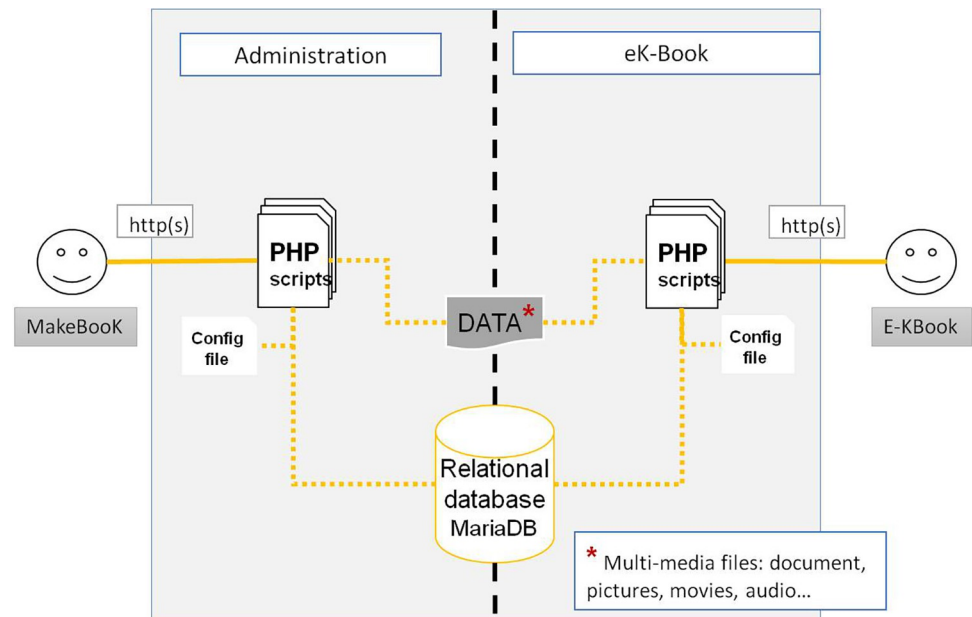 Administration
eK-Book
http(s)
http(s)
PHP
scripts
PHP
scripts
MakeBooK
E-KBook
DATA*
Config
file
Config
file
Relational
database
MariaDB
* Multi-media files: document,
pictures, movies, audio...